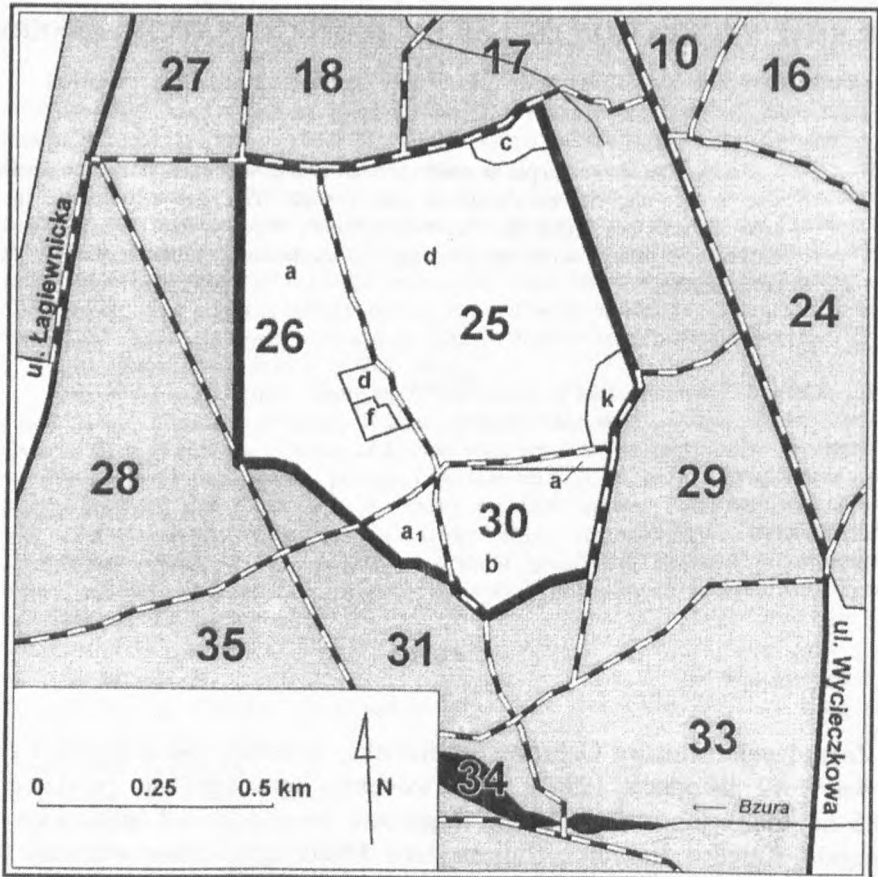 27
18
17
10
16
c
ul. Łagiewnicka
a
d
26
25
24
d
k
f
28
a
29
a₁
30
b
35
31
ul. Wycieczkowa
33
0 0.25 0.5 km
N
34
Bzura